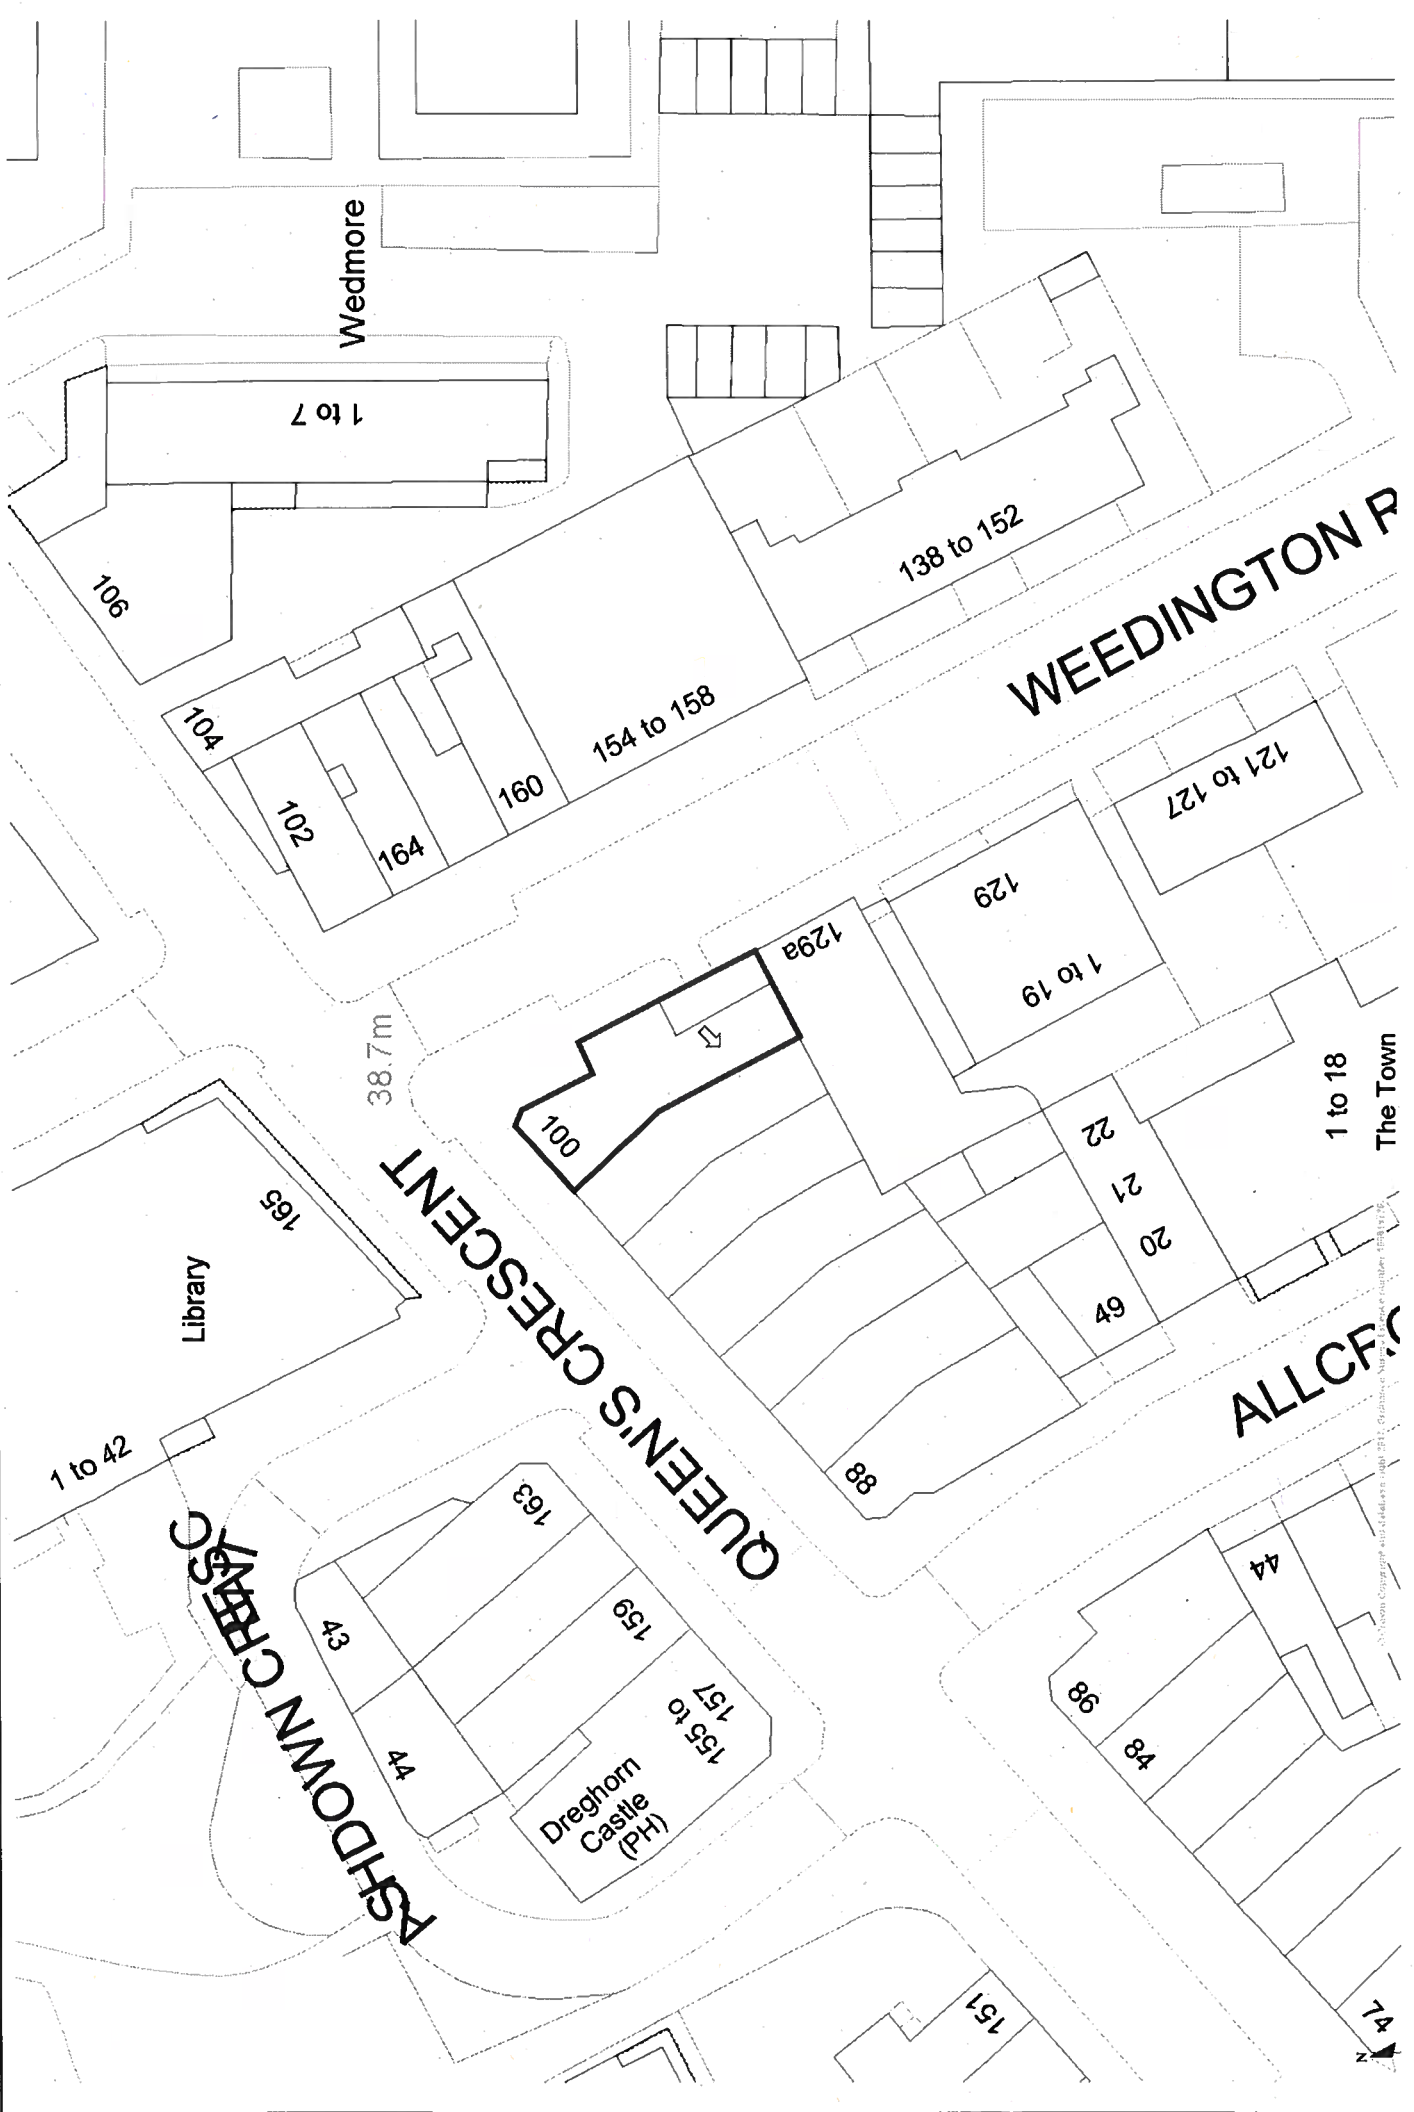 Wedmore
1 to 7
106
138 to 152
WEEDINGTON R
104
154 to 158
102
164
160
121 to 127
129
129a
1 to 19
38.7m
100
1 to 18
The Town
22
21
20
49
165
Library
QUEEN'S CRESCENT
ALLCR
1 to 42
88
163
44
43
159
155 to
157
86
84
44
Dreghorn
Castle
(PH)
ASHDOWN CRESC
151
74
N